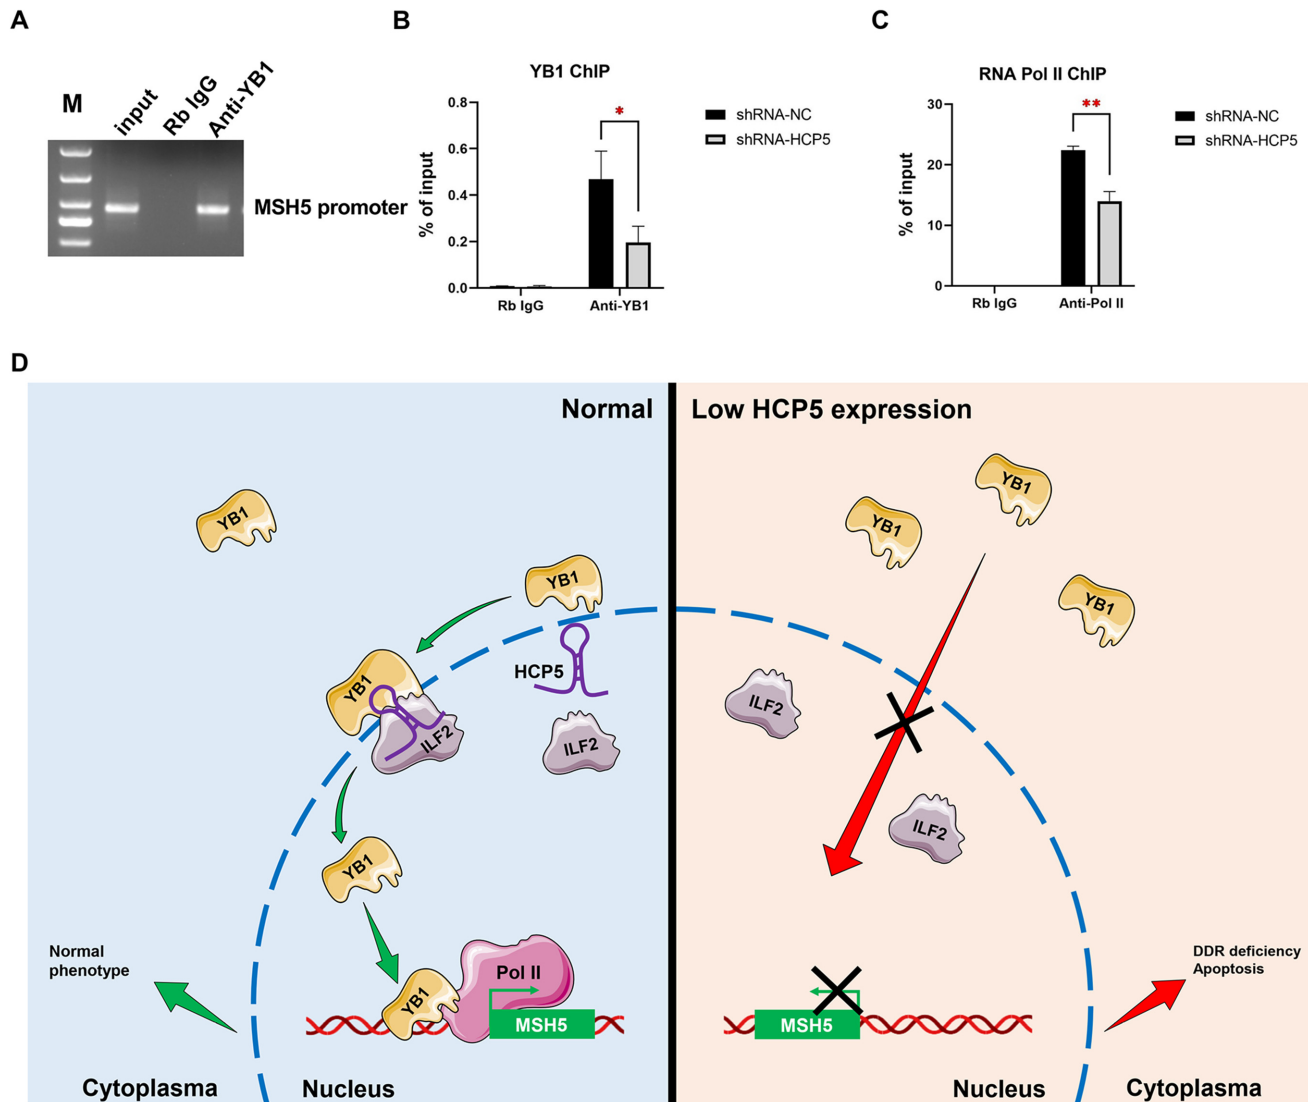 A
M
input
Rb IgG
Anti-YB1
MSH5 promoter
B
YB1 ChIP
% of input
0.8
0.6
0.4
0.2
0.0
*
Rb IgG
Anti-YB1
shRNA-NC
shRNA-HCP5
C
RNA Pol II ChIP
% of input
30
20
10
0
**
Rb IgG
Anti-Pol II
shRNA-NC
shRNA-HCP5
D
Normal
YB1
YB1
HCP5
YB1
ILF2
ILF2
YB1
Normal
phenotype
YB1
Pol II
MSH5
Cytoplasma
Nucleus
Low HCP5 expression
YB1
YB1
YB1
ILF2
ILF2
MSH5
DDR deficiency
Apoptosis
Nucleus
Cytoplasma